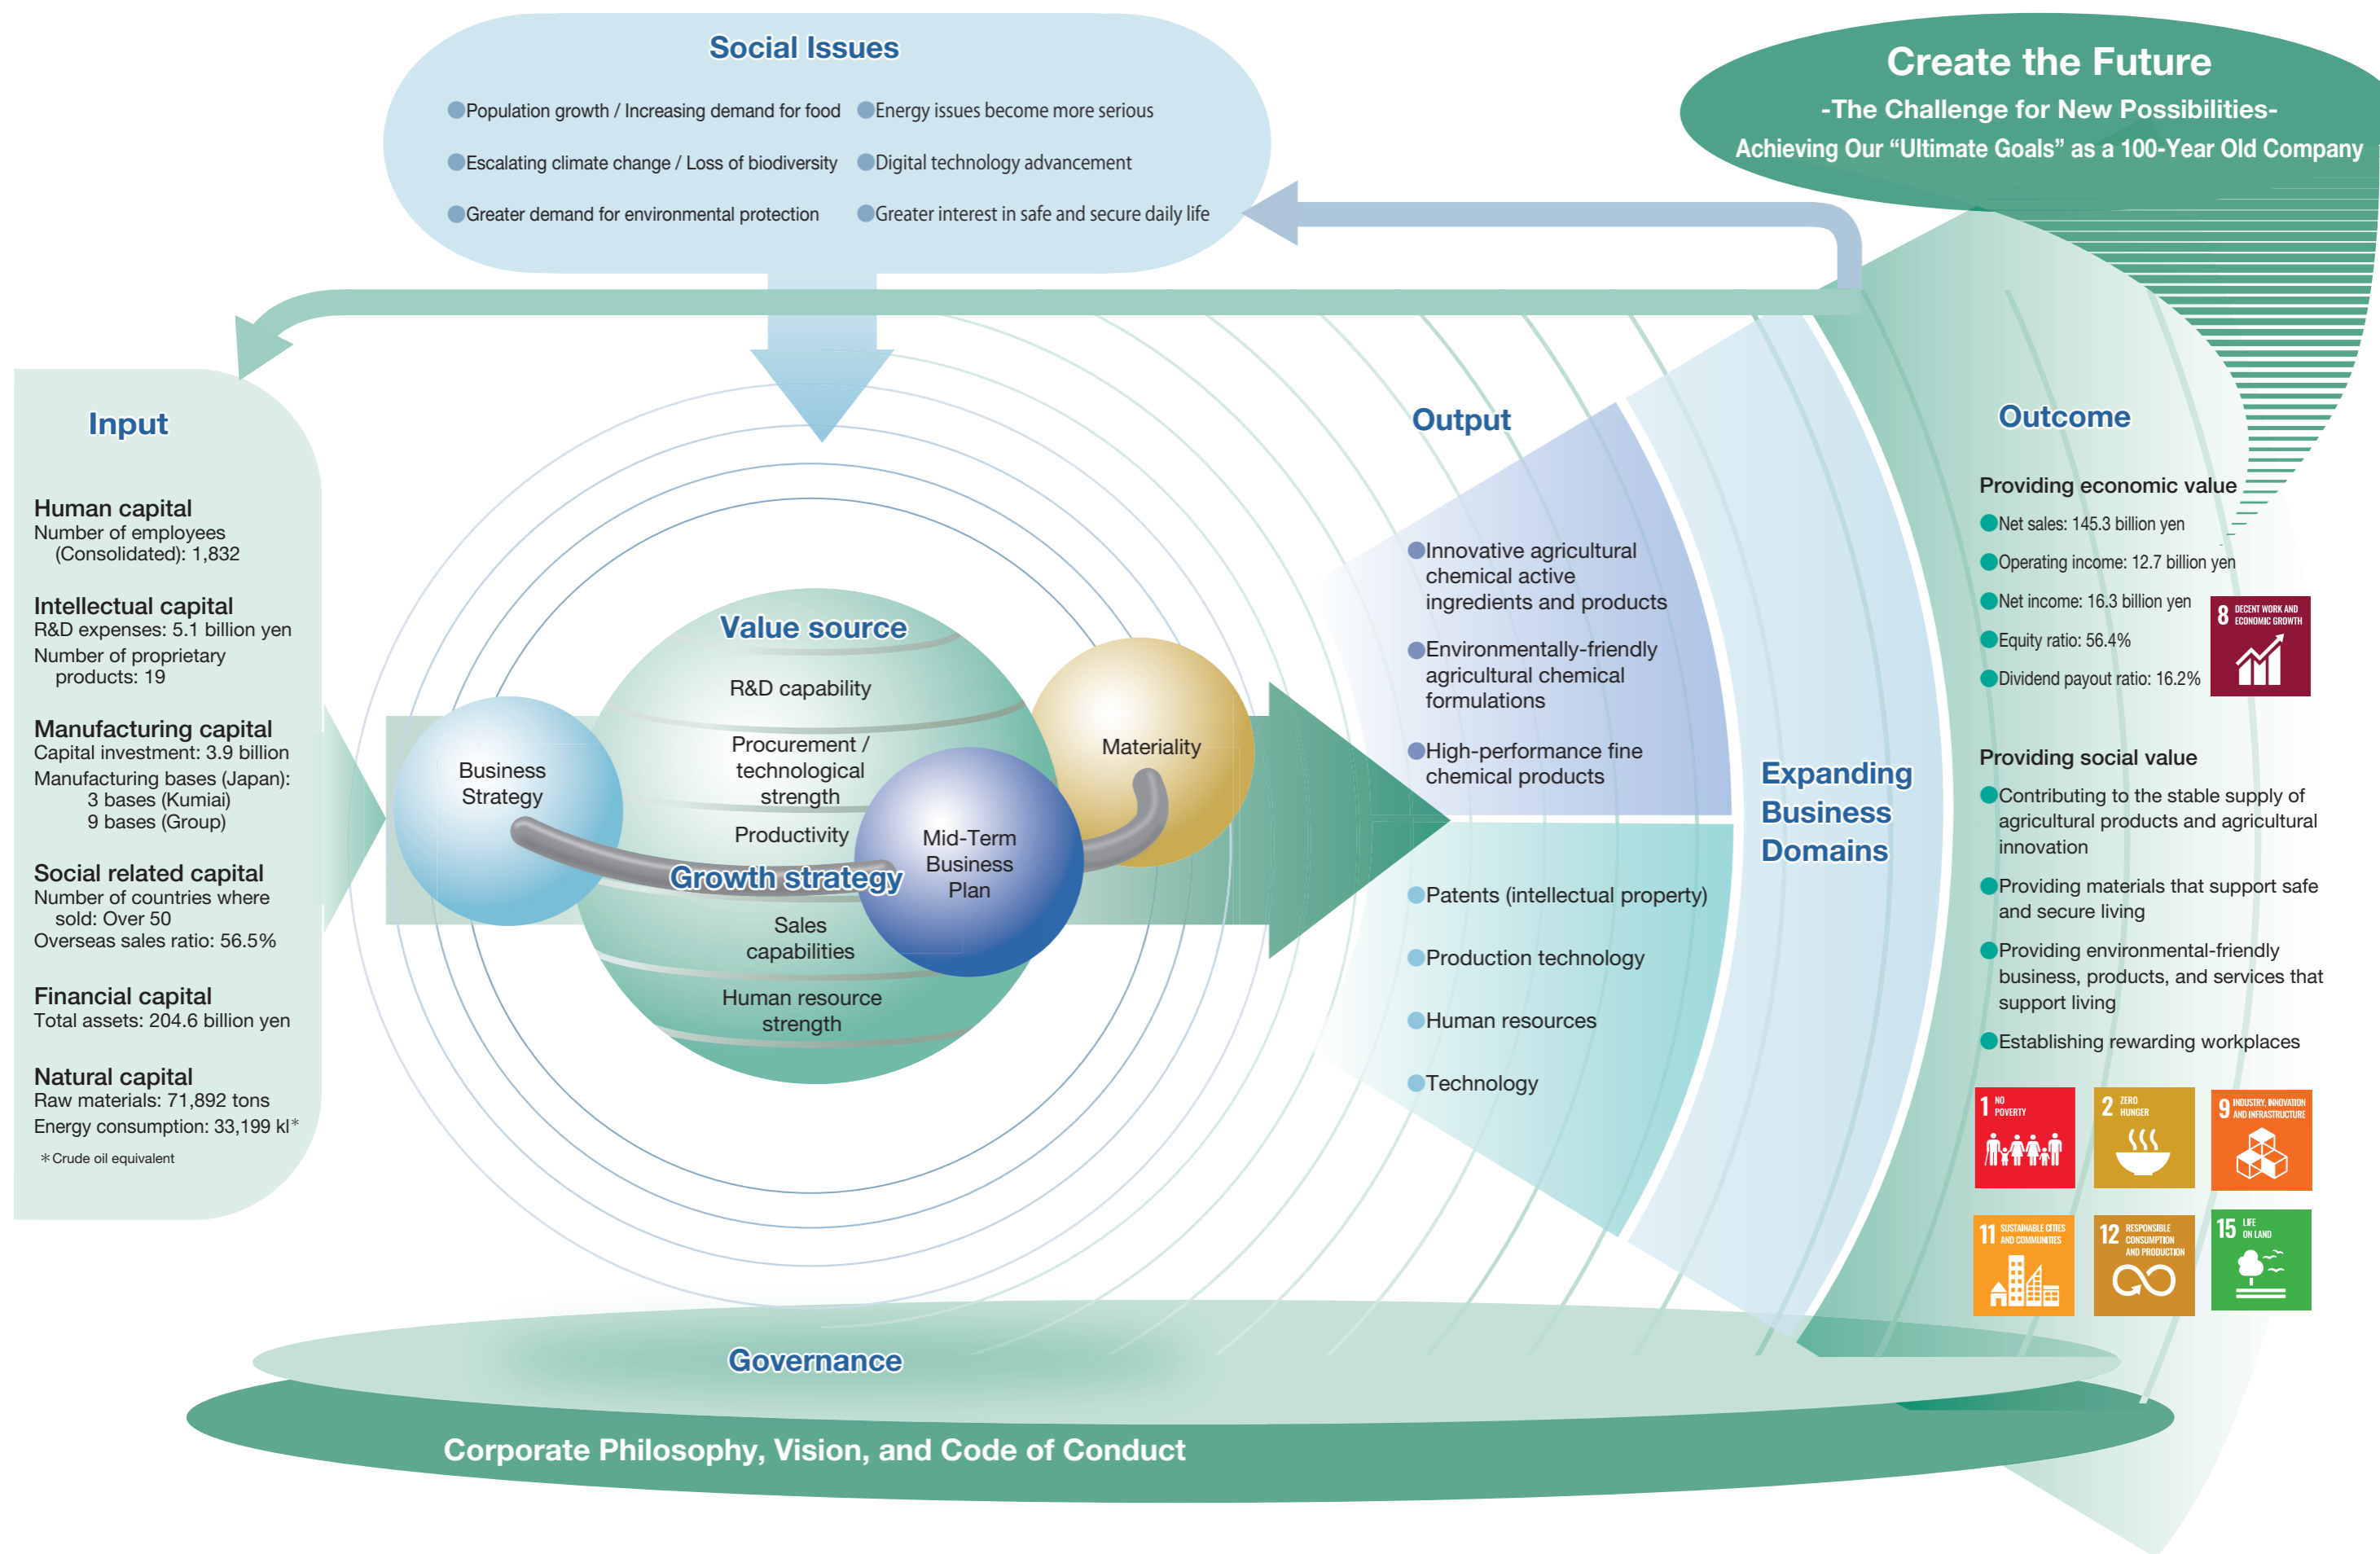 Social Issues
●Population growth / Increasing demand for food
●Escalating climate change / Loss of biodiversity
●Greater demand for environmental protection
●Energy issues become more serious
●Digital technology advancement
●Greater interest in safe and secure daily life
Create the Future
-The Challenge for New Possibilities-
Achieving Our “Ultimate Goals” as a 100-Year Old Company
Input
Human capital
Number of employees
(Consolidated): 1,832
Intellectual capital
R&D expenses: 5.1 billion yen
Number of proprietary
products: 19
Manufacturing capital
Capital investment: 3.9 billion
Manufacturing bases (Japan):
3 bases (Kumiai)
9 bases (Group)
Social related capital
Number of countries where
sold: Over 50
Overseas sales ratio: 56.5%
Financial capital
Total assets: 204.6 billion yen
Natural capital
Raw materials: 71,892 tons
Energy consumption: 33,199 kl*
*Crude oil equivalent
Business
Strategy
Value source
R&D capability
Procurement /
technological
strength
Productivity
Growth strategy
Sales
capabilities
Human resource
strength
Mid-Term
Business
Plan
Materiality
Output
●Innovative agricultural
chemical active
ingredients and products
●Environmentally-friendly
agricultural chemical
formulations
●High-performance fine
chemical products
●Patents (intellectual property)
●Production technology
●Human resources
●Technology
Expanding
Business
Domains
Outcome
Providing economic value
●Net sales: 145.3 billion yen
●Operating income: 12.7 billion yen
●Net income: 16.3 billion yen
●Equity ratio: 56.4%
●Dividend payout ratio: 16.2%
8 DECENT WORK AND
ECONOMIC GROWTH
Providing social value
●Contributing to the stable supply of
agricultural products and agricultural
innovation
●Providing materials that support safe
and secure living
●Providing environmental-friendly
business, products, and services that
support living
●Establishing rewarding workplaces
1 NO
POVERTY
2 ZERO
HUNGER
9 INDUSTRY, INNOVATION
AND INFRASTRUCTURE
11 SUSTAINABLE CITIES
AND COMMUNITIES
12 RESPONSIBLE
CONSUMPTION
AND PRODUCTION
15 LIFE
ON LAND
Governance
Corporate Philosophy, Vision, and Code of Conduct